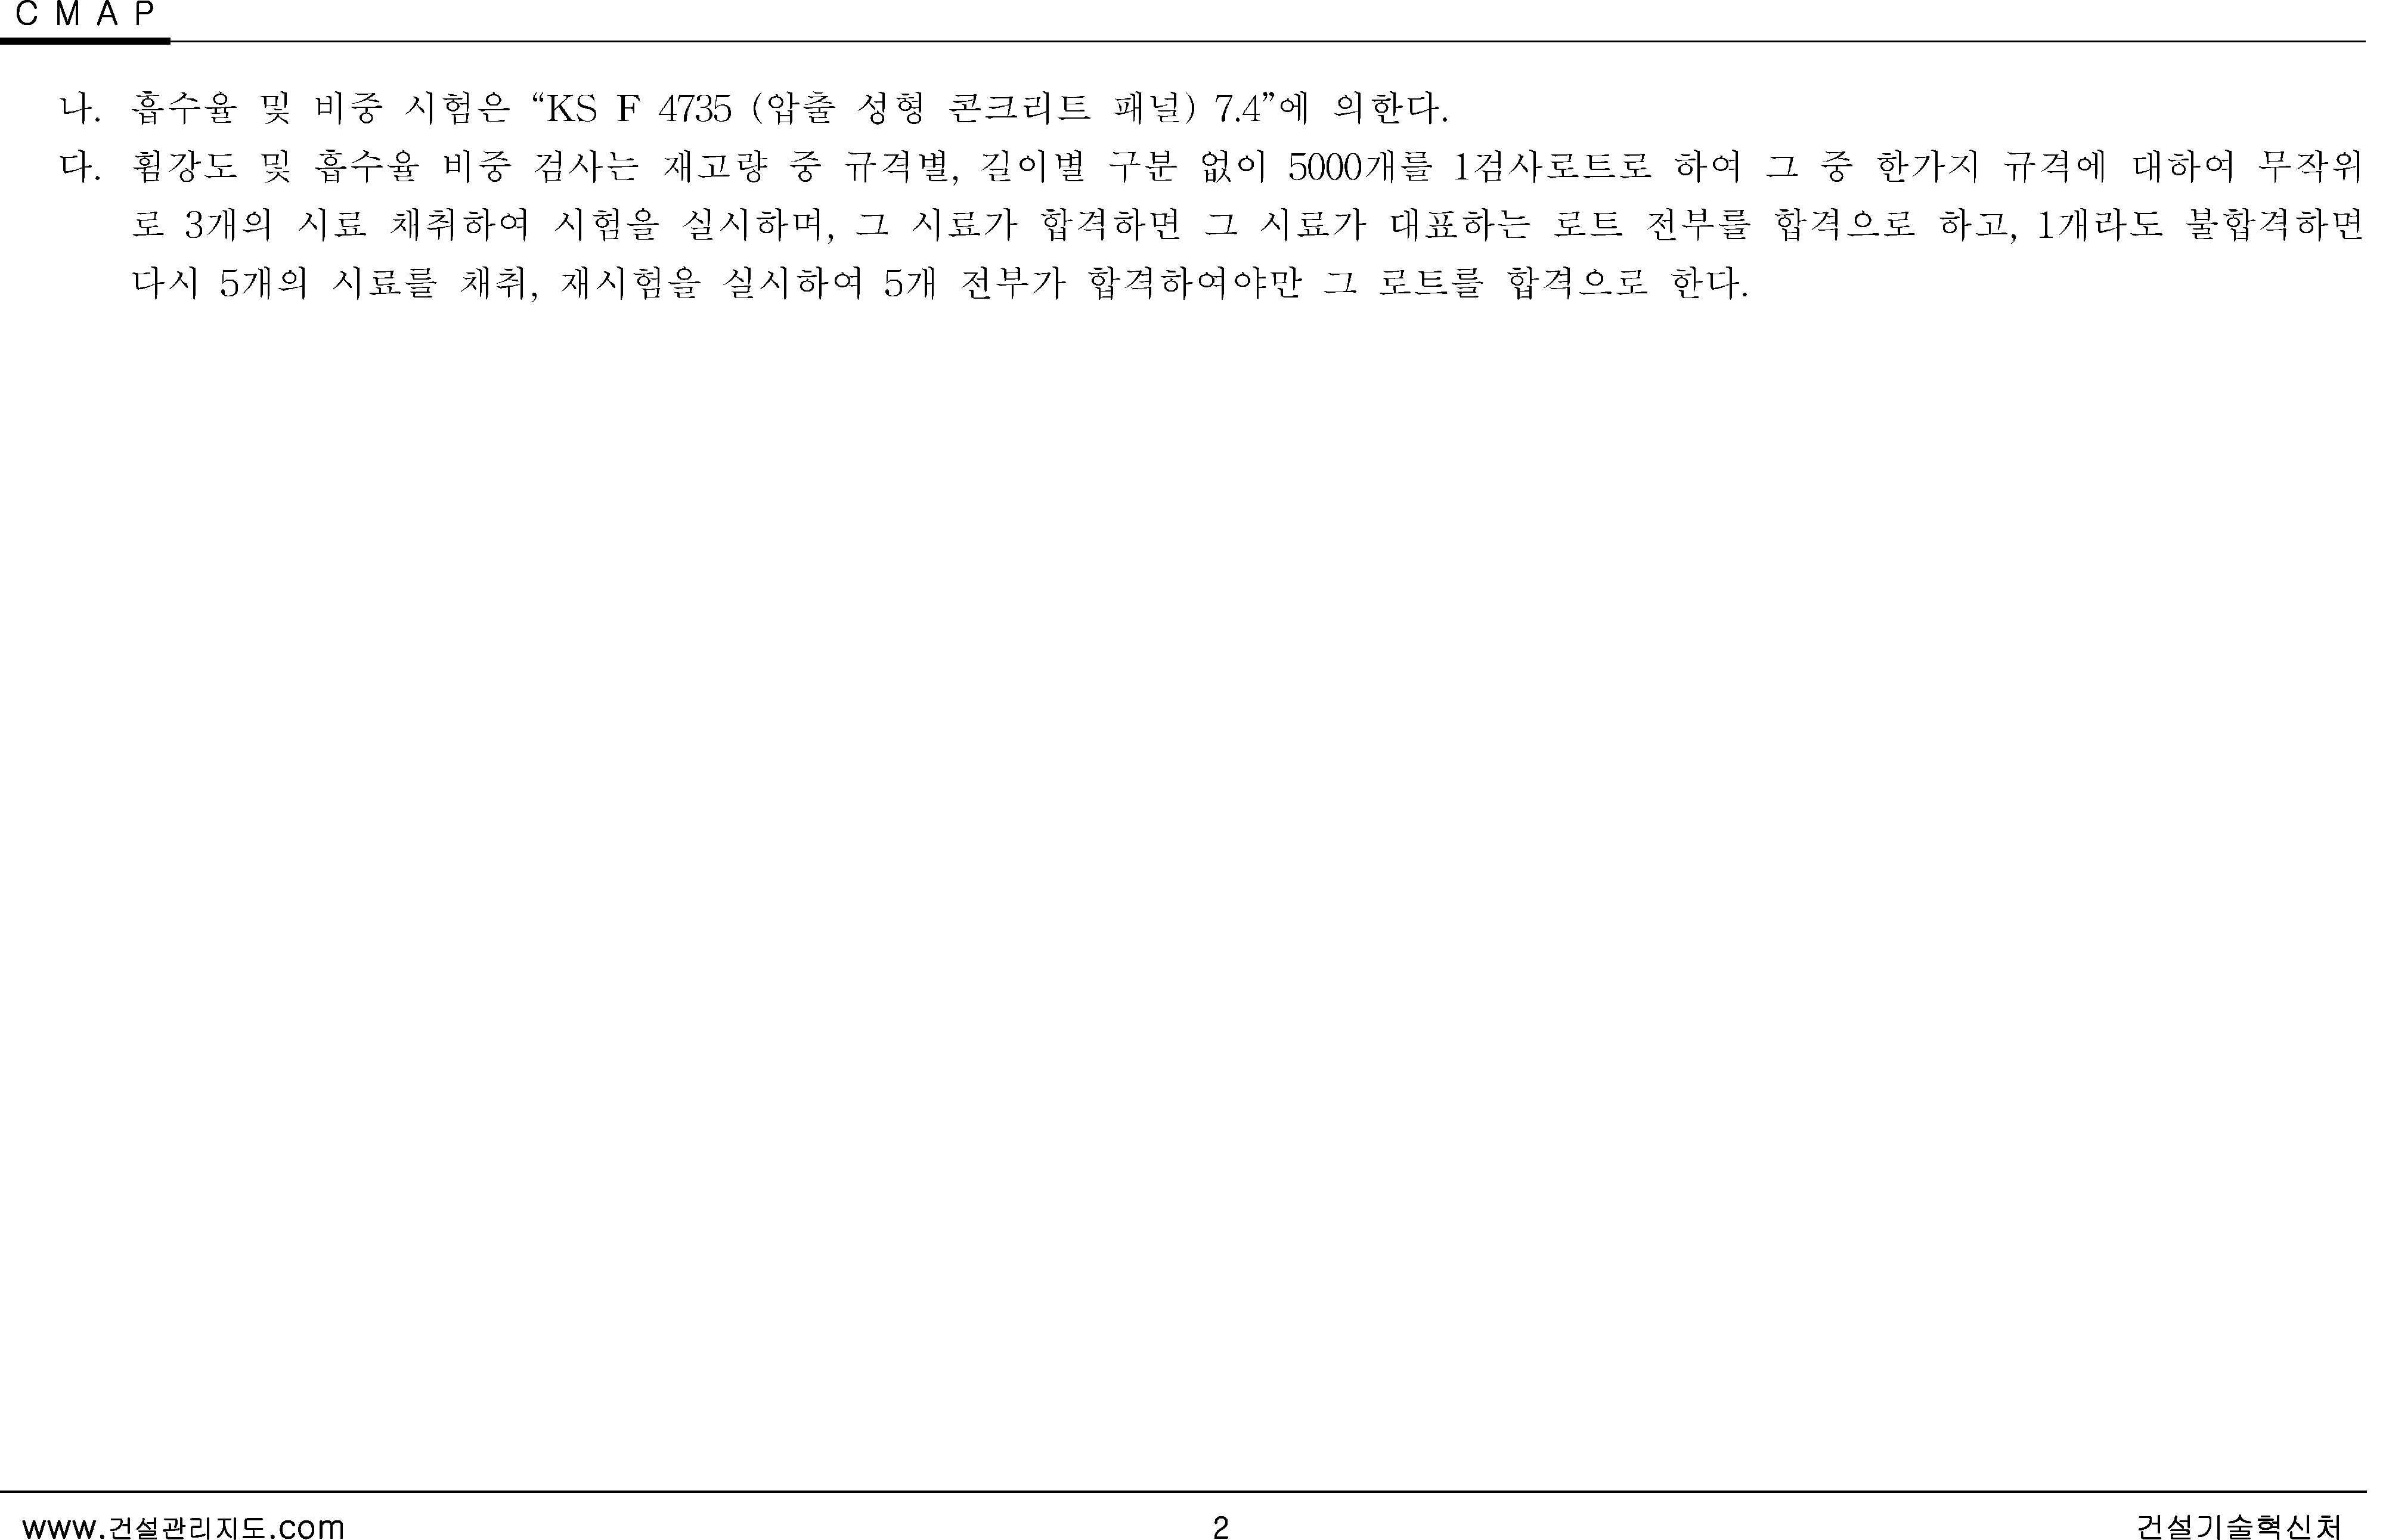 C M A P
나. 흡수율 및 비중 시험은 “KS F 4735 (압출 성형 콘크리트 패널) 7.4”에 의한다.
다. 휨강도 및 흡수율 비중 검사는 재고량 중 규격별, 길이별 구분 없이 5000개를 1검사로트로 하여 그 중 한가지 규격에 대하여 무작위
로 3개의 시료 채취하여 시험을 실시하며, 그 시료가 합격하면 그 시료가 대표하는 로트 전부를 합격으로 하고, 1개라도 불합격하면
다시 5개의 시료를 채취, 재시험을 실시하여 5개 전부가 합격하여야만 그 로트를 합격으로 한다.
www.건설관리지도.com 2 건설기술혁신처